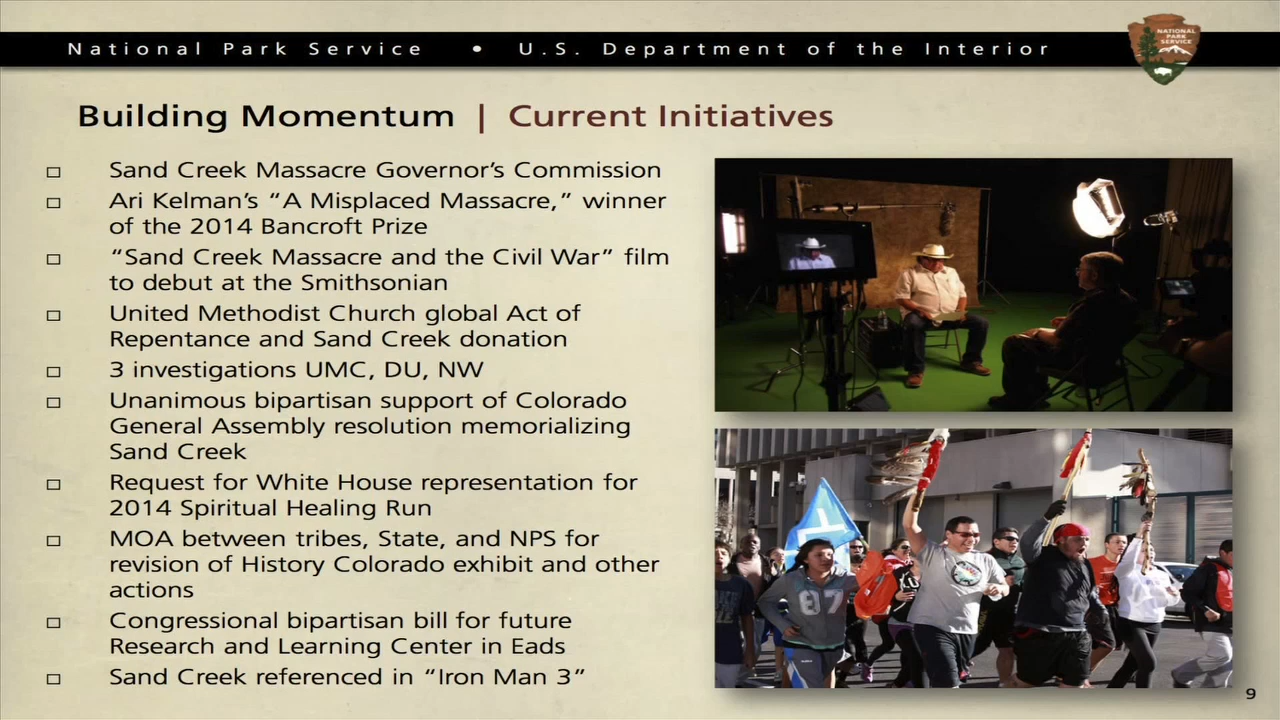 National Park Service • U.S. Department of the Interior
NATIONAL
PARK
SERVICE
Building Momentum | Current Initiatives
Sand Creek Massacre Governor’s Commission
Ari Kelman’s “A Misplaced Massacre,” winner
of the 2014 Bancroft Prize
“Sand Creek Massacre and the Civil War” film
to debut at the Smithsonian
United Methodist Church global Act of
Repentance and Sand Creek donation
3 investigations UMC, DU, NW
Unanimous bipartisan support of Colorado
General Assembly resolution memorializing
Sand Creek
Request for White House representation for
2014 Spiritual Healing Run
MOA between tribes, State, and NPS for
revision of History Colorado exhibit and other
actions
Congressional bipartisan bill for future
Research and Learning Center in Eads
Sand Creek referenced in “Iron Man 3”
87
9